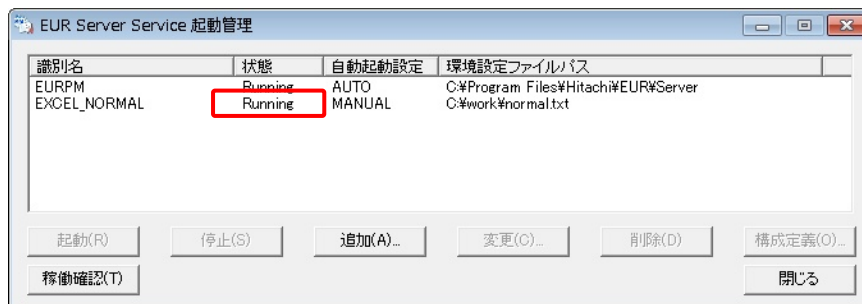 EUR Server Service 起動管理
識別名 状態 自動起動設定 環境設定ファイルパス
EURPM Running AUTO C:¥Program Files¥Hitachi¥EUR¥Server
EXCEL_NORMAL Running MANUAL C:¥work¥normal.txt
起動(R) 停止(S) 追加(A)... 変更(C)... 削除(D) 構成定義(O)...
稼働確認(T) 閉じる